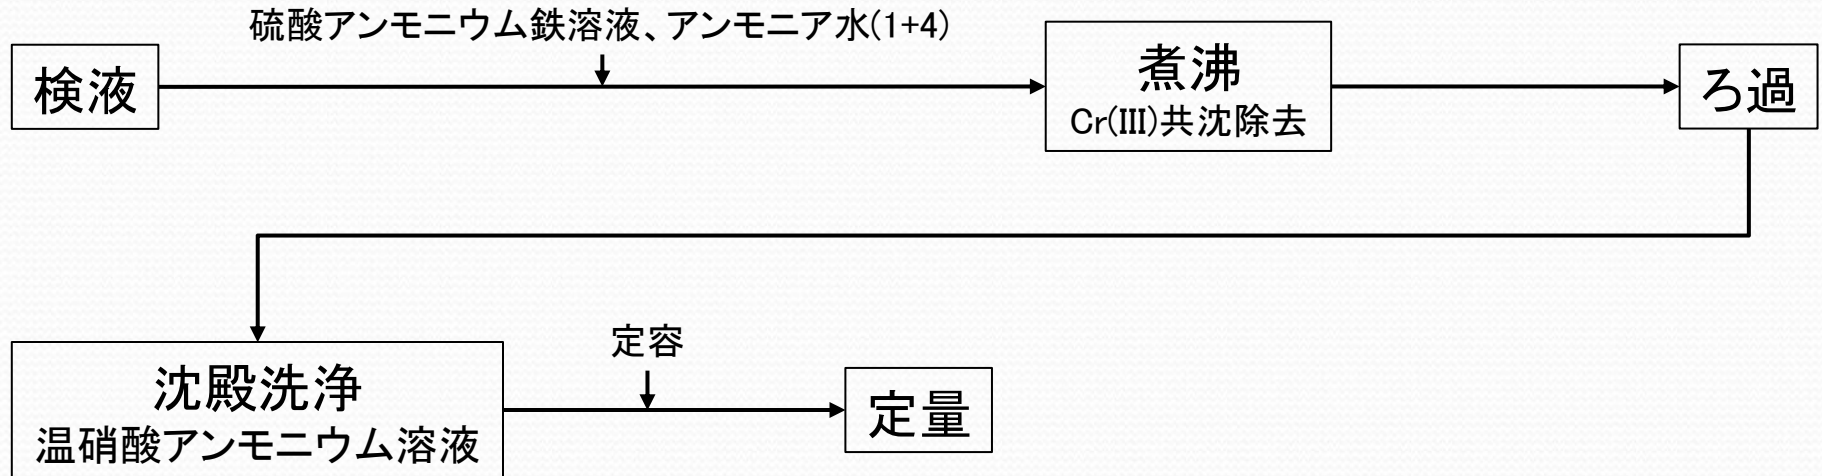 硫酸アンモニウム鉄溶液、アンモニア水(1+4)
検液
煮沸
Cr(III)共沈除去
ろ過
沈殿洗浄
温硝酸アンモニウム溶液
定容
定量